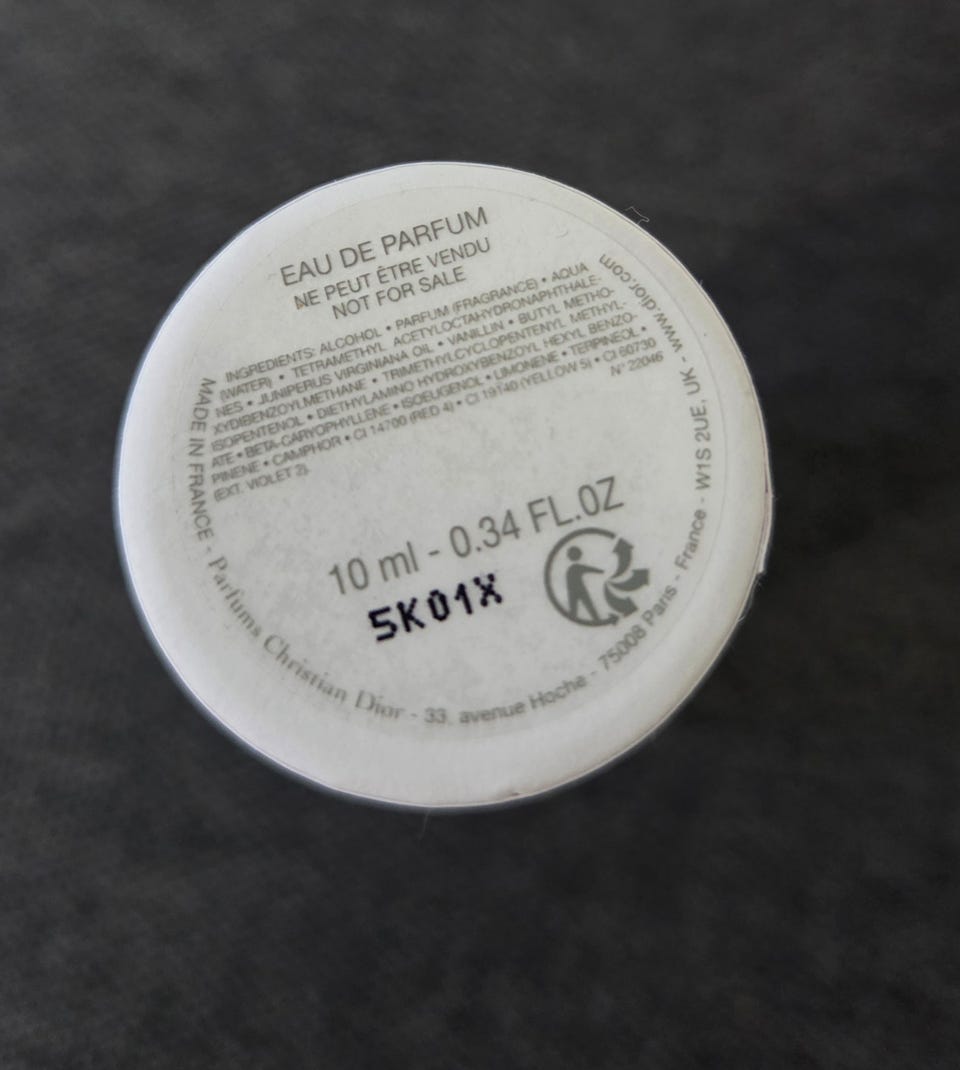 EAU DE PARFUM
NE PEUT ÊTRE VENDU
NOT FOR SALE
INGREDIENTS: ALCOHOL • PARFUM (FRAGRANCE) • AQUA
(WATER) • TETRAMETHYL ACETYLOCTAHYDRONAPHTHALE-
NES • JUNIPERUS VIRGINIANA OIL • VANILLIN • BUTYL METHO-
XYDIBENZOYLMETHANE • TRIMETHYLCYCLOPENTENYL METHYL-
ISOPENTENOL • DIETHYLAMINO HYDROXYBENZOYL HEXYL BENZO-
ATE • BETA-CARYOPHYLLENE • ISOEUGENOL • LIMONENE • TERPINEOL •
PINENE • CAMPHOR • CI 14700 (RED 4) • CI 19140 (YELLOW 5) • CI 60730
(EXT. VIOLET 2).
N° 22046
10 ml - 0.34 FL.OZ
5K01X
MADE IN FRANCE - Parfums Christian Dior - 33, avenue Hoche - 75008 Paris - France - W1S 2UE, UK - www.dior.com